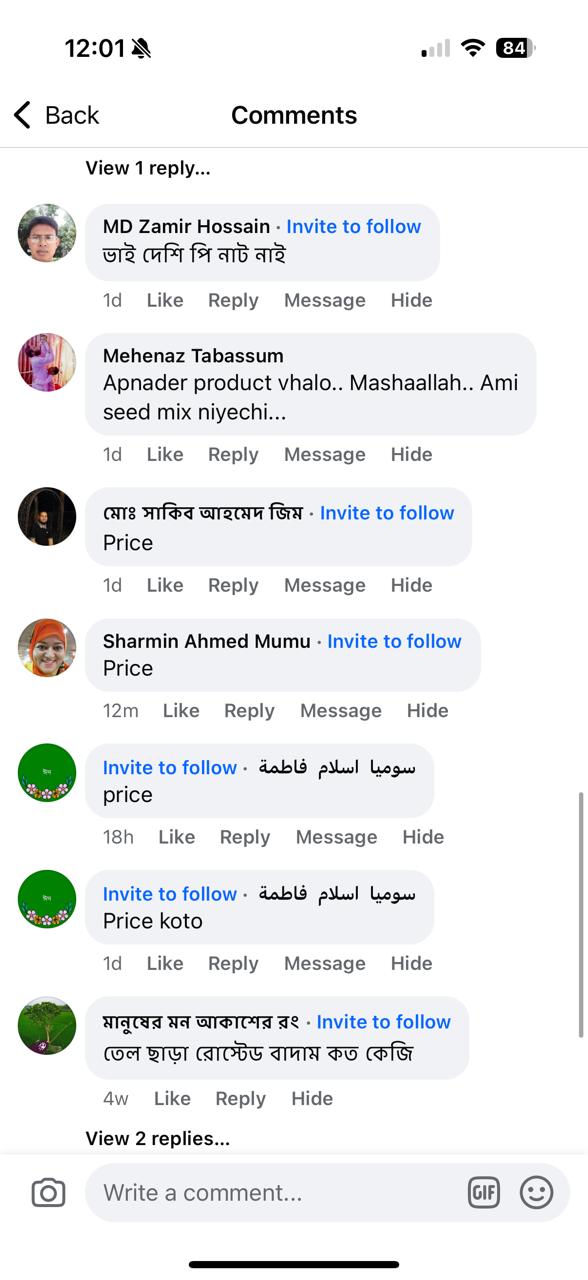 12:01
84
Back
Comments
View 1 reply...
MD Zamir Hossain · Invite to follow
ভাই দেশি পি নাট নাই
1d Like Reply Message Hide
Mehenaz Tabassum
Apnader product vhalo.. Mashaallah.. Ami
seed mix niyechi...
1d Like Reply Message Hide
মোঃ সাকিব আহমেদ জিম · Invite to follow
Price
1d Like Reply Message Hide
Sharmin Ahmed Mumu · Invite to follow
Price
12m Like Reply Message Hide
Invite to follow · سوميا اسلام فاطمة
price
18h Like Reply Message Hide
Invite to follow · سوميا اسلام فاطمة
Price koto
1d Like Reply Message Hide
মানুষের মন আকাশের রং · Invite to follow
তেল ছাড়া রোস্টেড বাদাম কত কেজি
4w Like Reply Hide
View 2 replies...
Write a comment...
GIF